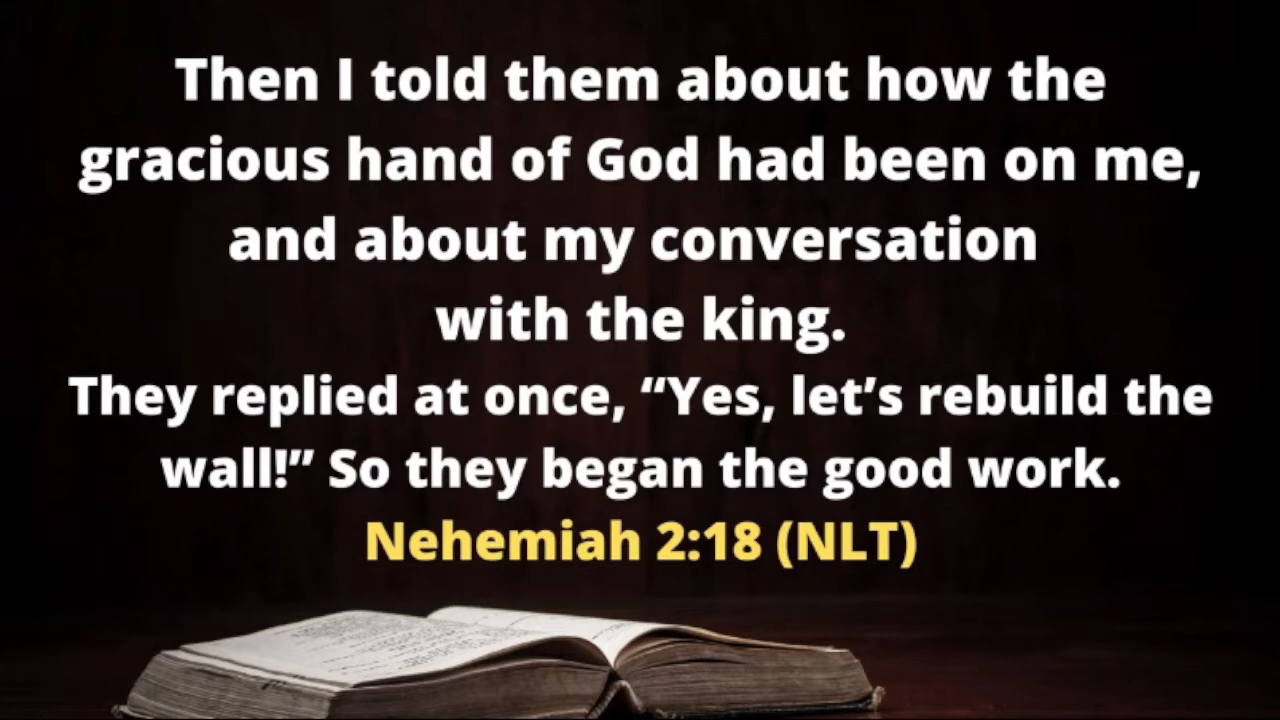 Then I told them about how the
gracious hand of God had been on me,
and about my conversation
with the king.
They replied at once, “Yes, let’s rebuild the
wall!” So they began the good work.
Nehemiah 2:18 (NLT)